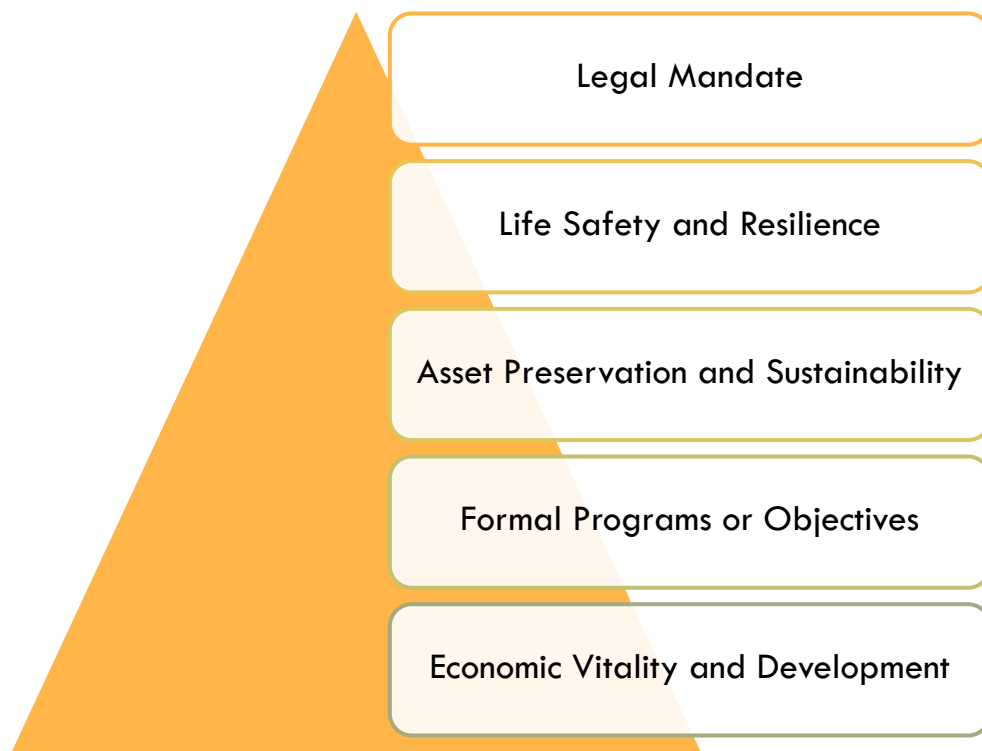 Legal Mandate
Life Safety and Resilience
Asset Preservation and Sustainability
Formal Programs or Objectives
Economic Vitality and Development